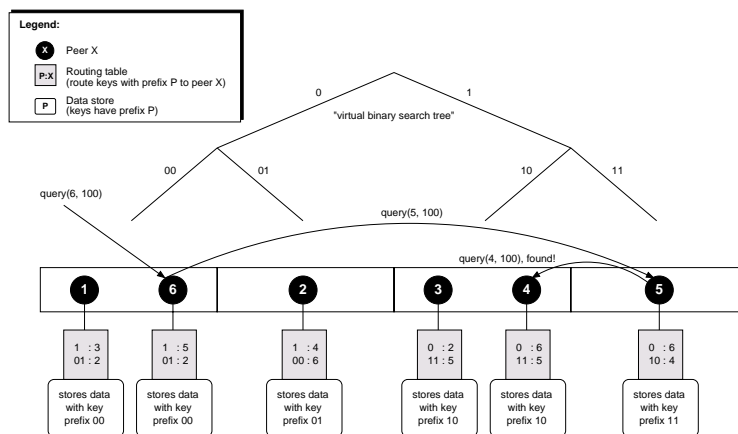 Legend:
X
Peer X
P:X
Routing table
(route keys with prefix P to peer X)
P
Data store
(keys have prefix P)
0
1
"virtual binary search tree"
00
01
10
11
query(6, 100)
query(5, 100)
query(4, 100), found!
1
6
2
3
4
5
1 : 3
01 : 2
1 : 5
01 : 2
1 : 4
00 : 6
0 : 2
11 : 5
0 : 6
11 : 5
0 : 6
10 : 4
stores data
with key
prefix 00
stores data
with key
prefix 00
stores data
with key
prefix 01
stores data
with key
prefix 10
stores data
with key
prefix 10
stores data
with key
prefix 11